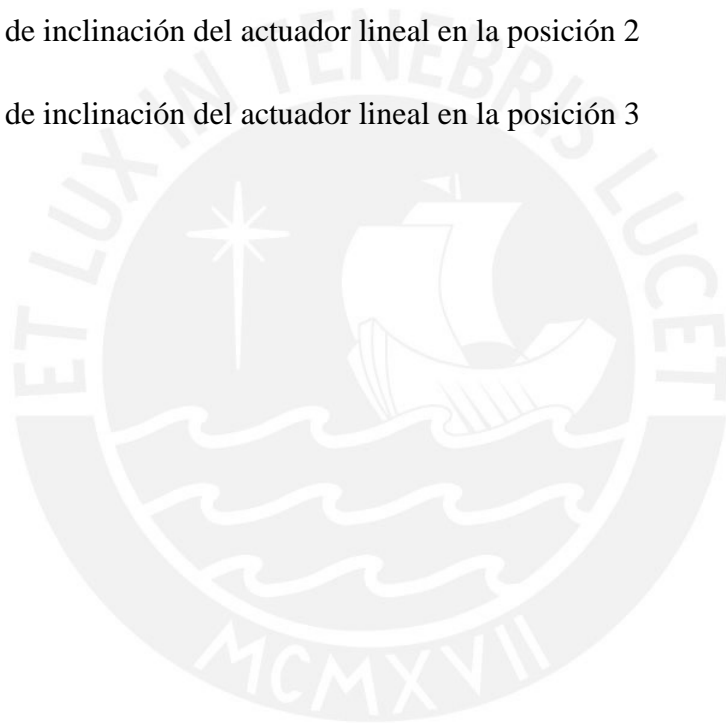 de inclinación del actuador lineal en la posición 2
de inclinación del actuador lineal en la posición 3
ET LUX IN TENEBRIS LUCET
MCMXVII